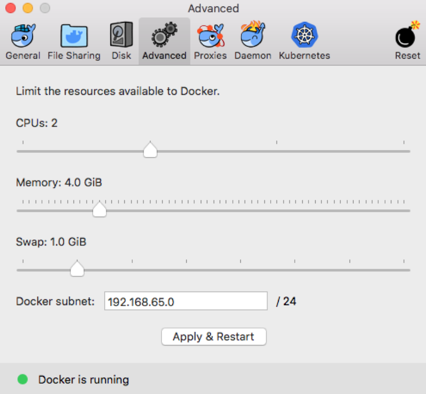 Advanced
General File Sharing Disk Advanced Proxies Daemon Kubernetes Reset
Limit the resources available to Docker.
CPUs: 2
Memory: 4.0 GiB
Swap: 1.0 GiB
Docker subnet: 192.168.65.0 / 24
Apply & Restart
Docker is running